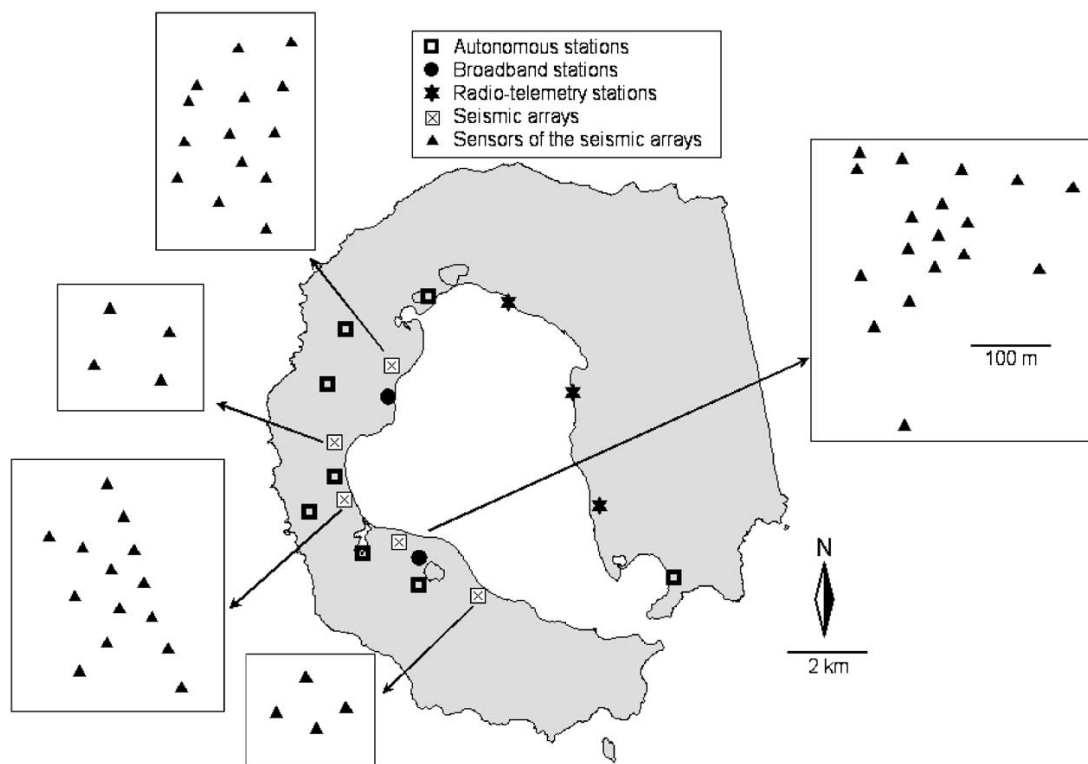 Autonomous stations
Broadband stations
Radio-telemetry stations
Seismic arrays
Sensors of the seismic arrays
100 m
N
2 km